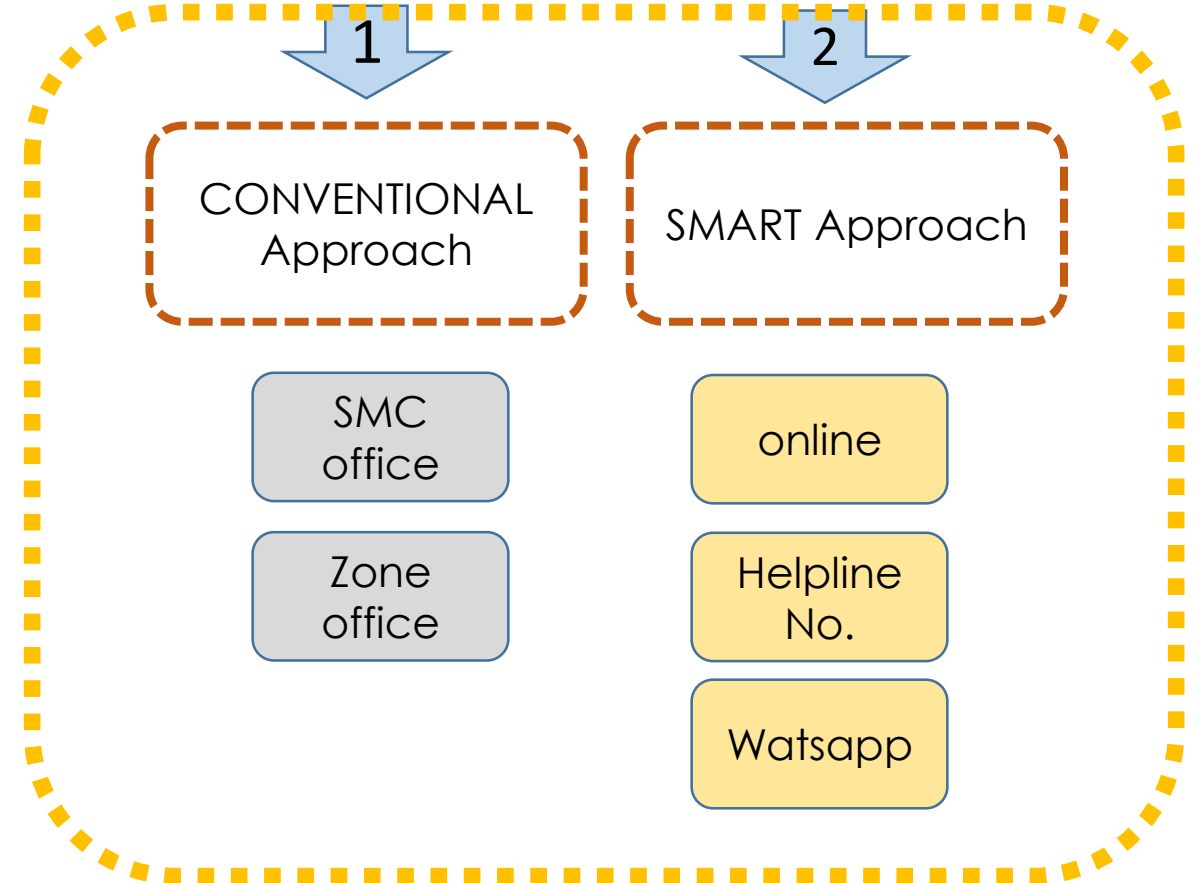 1
2
CONVENTIONAL
Approach
SMART Approach
SMC
office
online
Zone
office
Helpline
No.
Watsapp